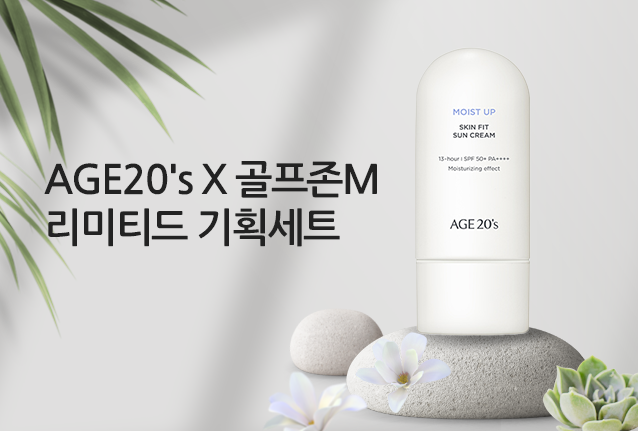 AGE20's X 골프존M
리미티드 기획세트
MOIST UP
SKIN FIT
SUN CREAM
13-hour I SPF 50+ PA++++
Moisturizing effect
AGE 20's